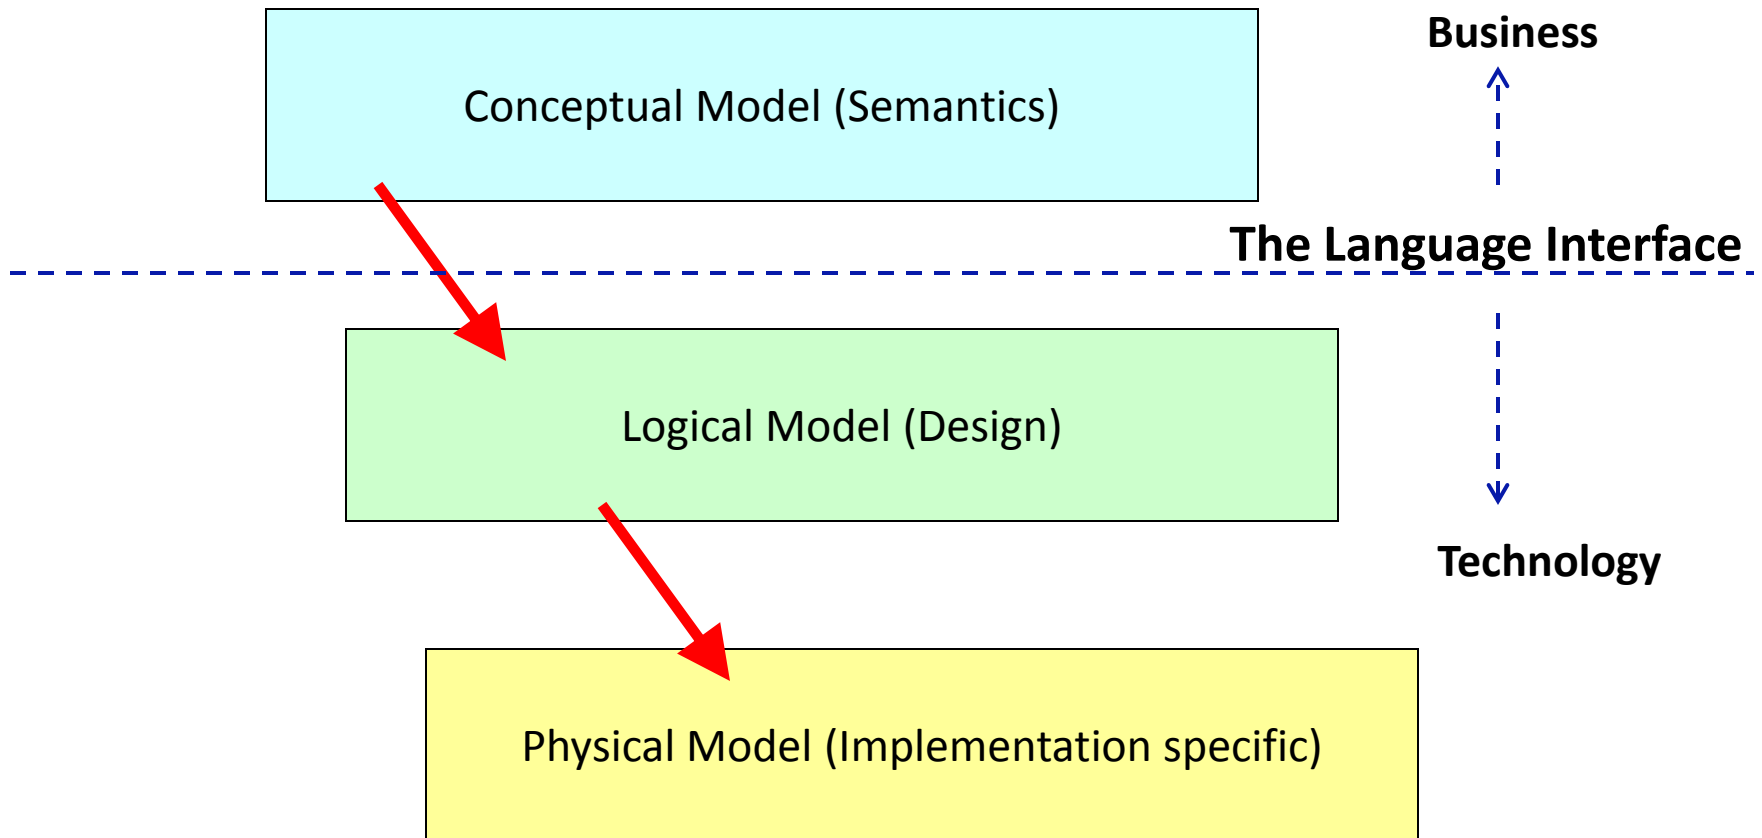 Business
Conceptual Model (Semantics)
The Language Interface
Logical Model (Design)
Technology
Physical Model (Implementation specific)